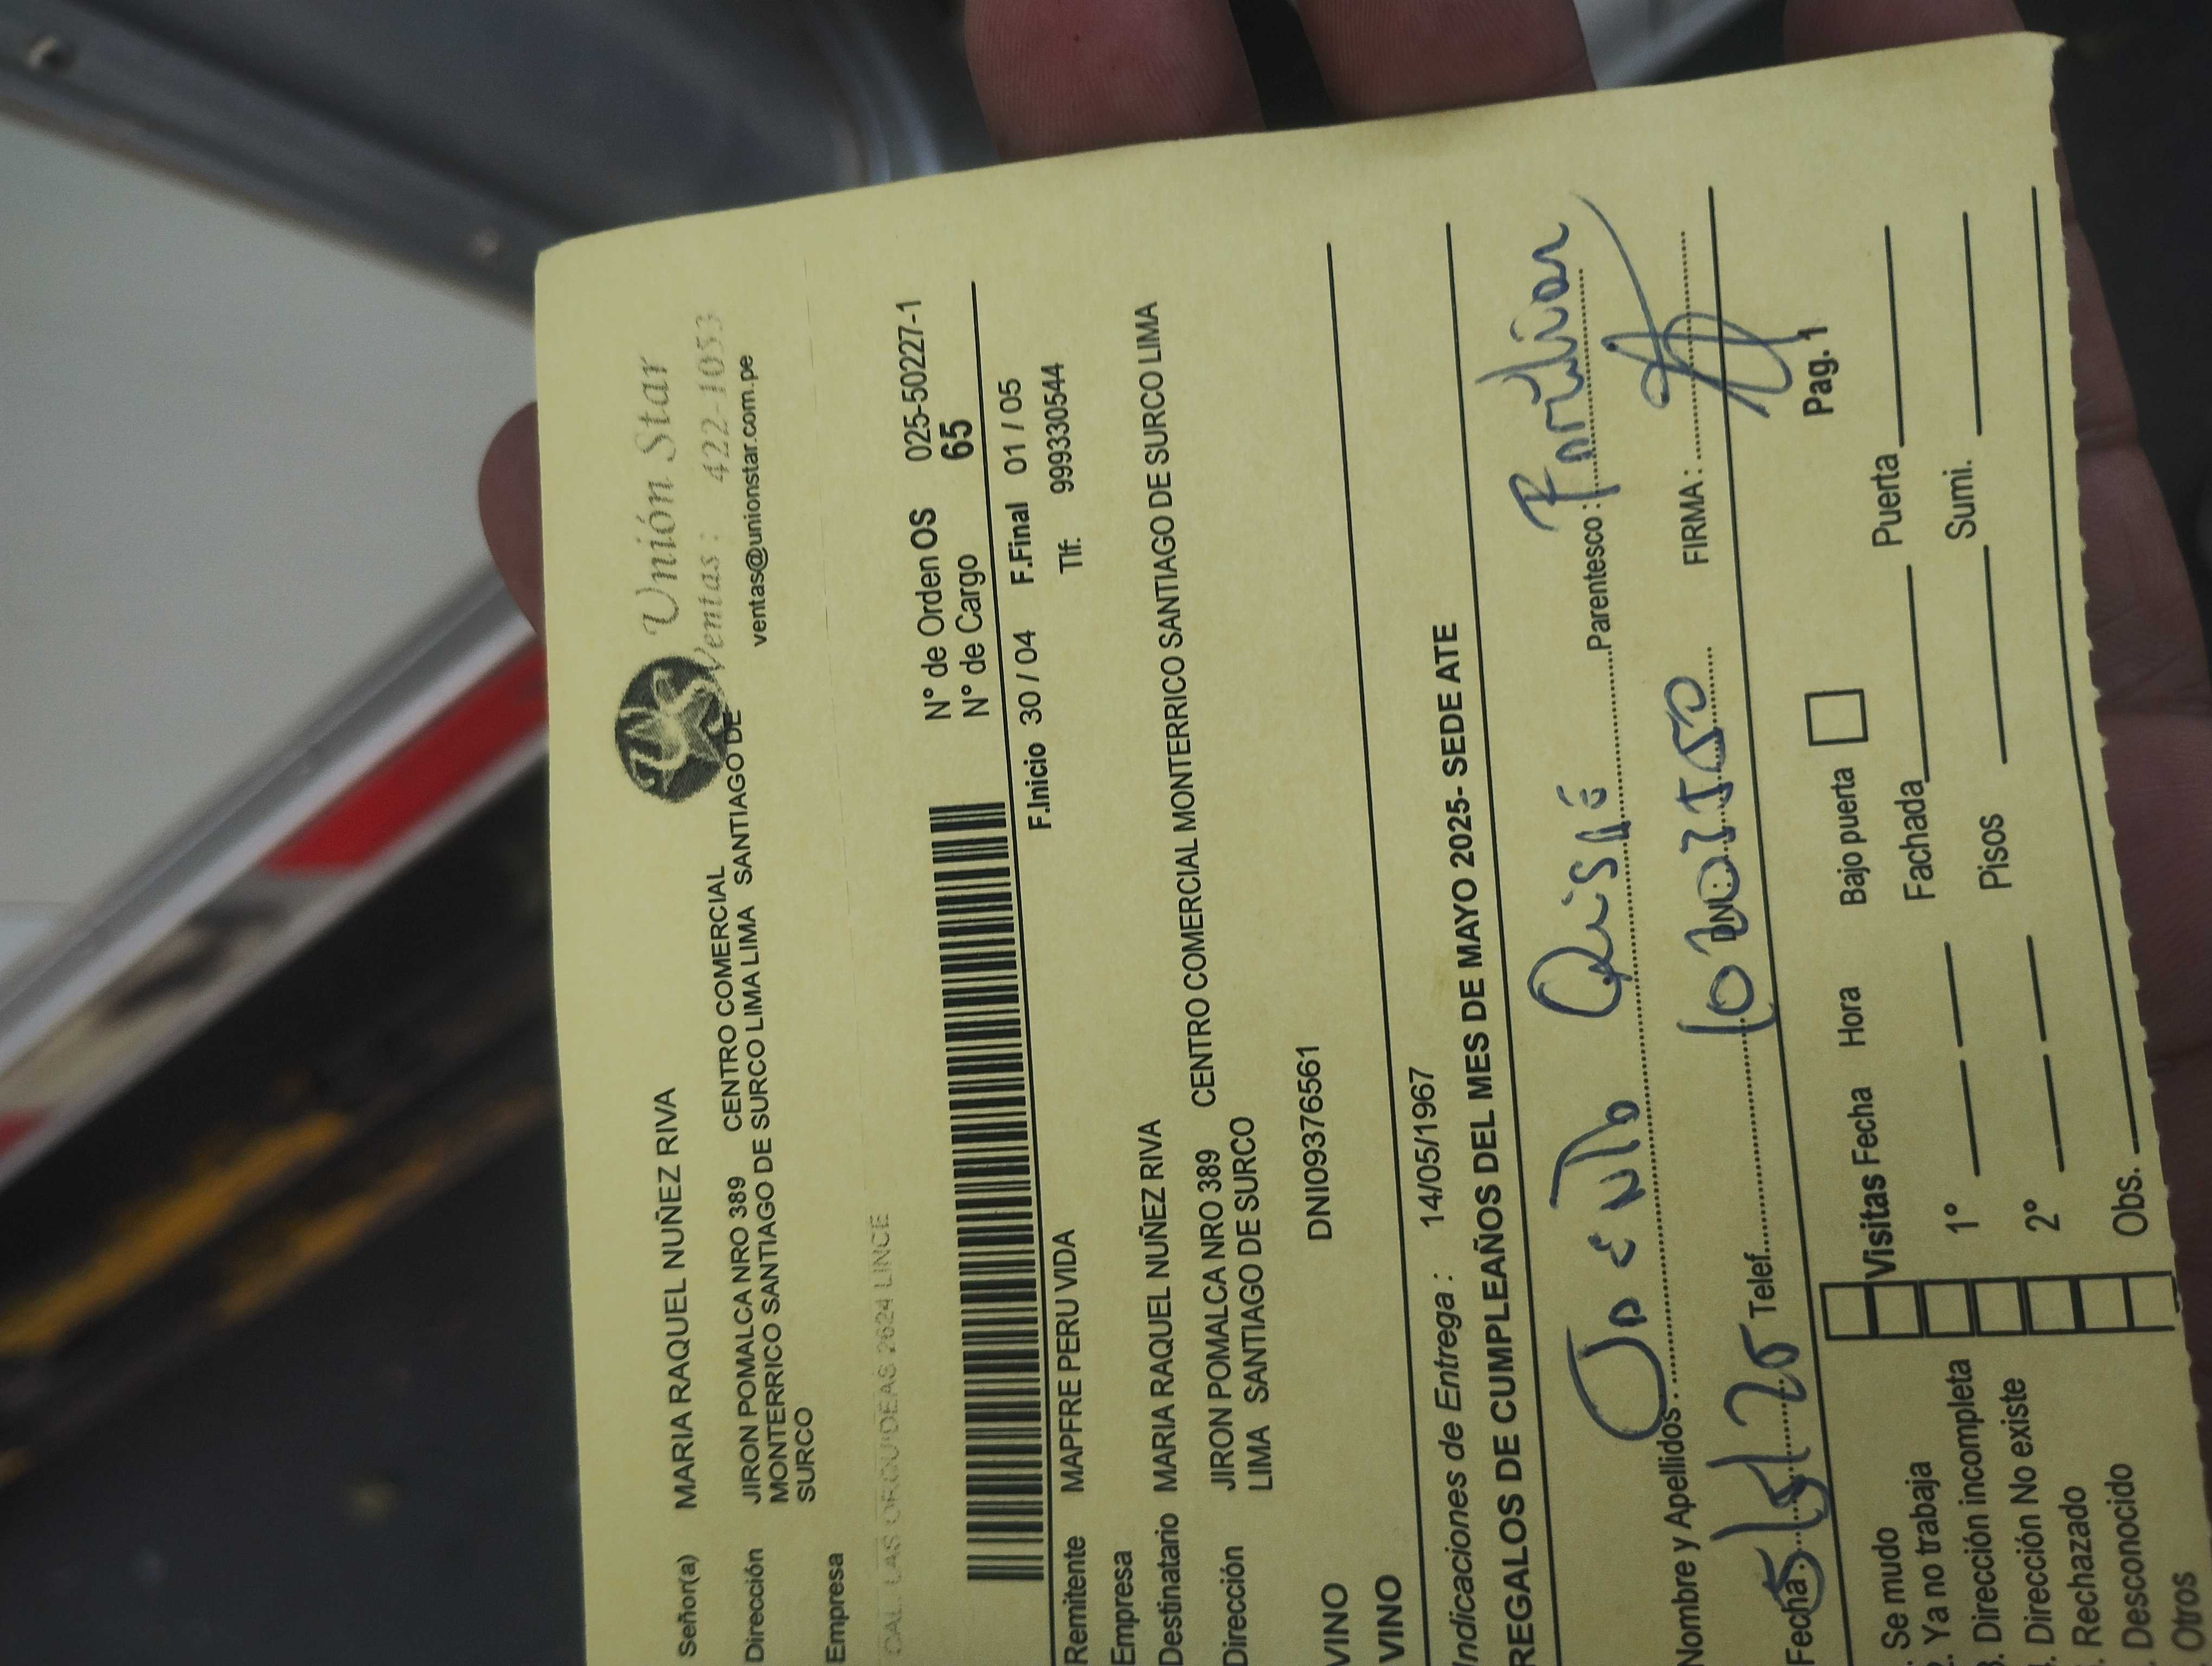 Unión Star
Ventas: 422-1053
ventas@unionstar.com.pe
Señor(a) MARIA RAQUEL NUÑEZ RIVA
Dirección JIRON POMALCA NRO 389 CENTRO COMERCIAL
MONTERRICO SANTIAGO DE SURCO LIMA LIMA SANTIAGO DE
SURCO
Empresa
LAS ORQUIDEAS 2624 LINCE
N° de Orden OS 025-50227-1
N° de Cargo 65
F.Inicio 30 / 04 F.Final 01 / 05
Remitente MAPFRE PERU VIDA Tlf. 999330544
Empresa
Destinatario MARIA RAQUEL NUÑEZ RIVA
Dirección JIRON POMALCA NRO 389 CENTRO COMERCIAL MONTERRICO SANTIAGO DE SURCO LIMA
LIMA SANTIAGO DE SURCO
DNI09376561
VINO
VINO
Indicaciones de Entrega : 14/05/1967
REGALOS DE CUMPLEAÑOS DEL MES DE MAYO 2025- SEDE ATE
Nombre y Apellidos: Parentesco:
Fecha: 5/5/25 Telef. DNI: FIRMA:
Pag. 1
Se mudo Visitas Fecha Hora Bajo puerta
Ya no trabaja 1° Fachada Puerta
Dirección incompleta 2° Pisos Sumi.
Dirección No existe
Rechazado Obs.
Desconocido
Otros